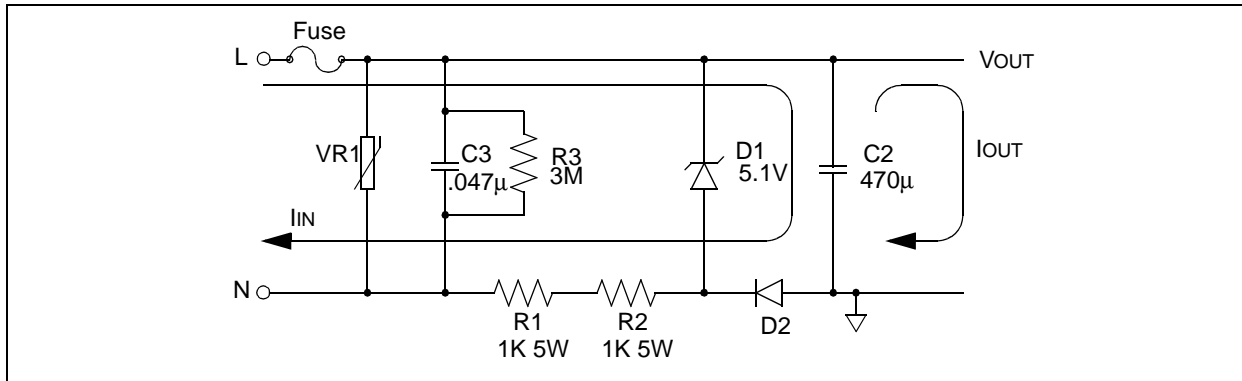 Fuse
L
VOUT
VR1
C3
.047µ
R3
3M
D1
5.1V
C2
470µ
IOUT
IIN
N
R1
1K 5W
R2
1K 5W
D2